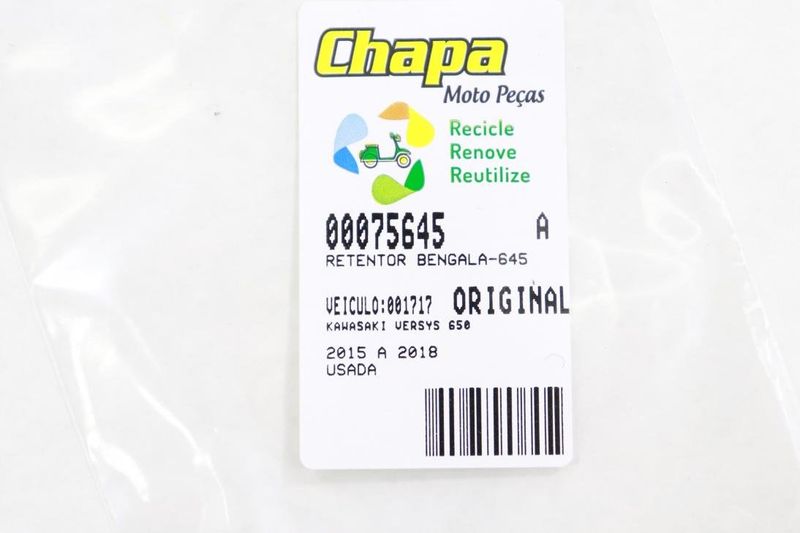 Chapa
Moto Peças
Recicle
Renove
Reutilize
00075645 A
RETENTOR BENGALA-645
VEICULO:001717 ORIGINAL
KAWASAKI VERSYS 650
2015 A 2018
USADA